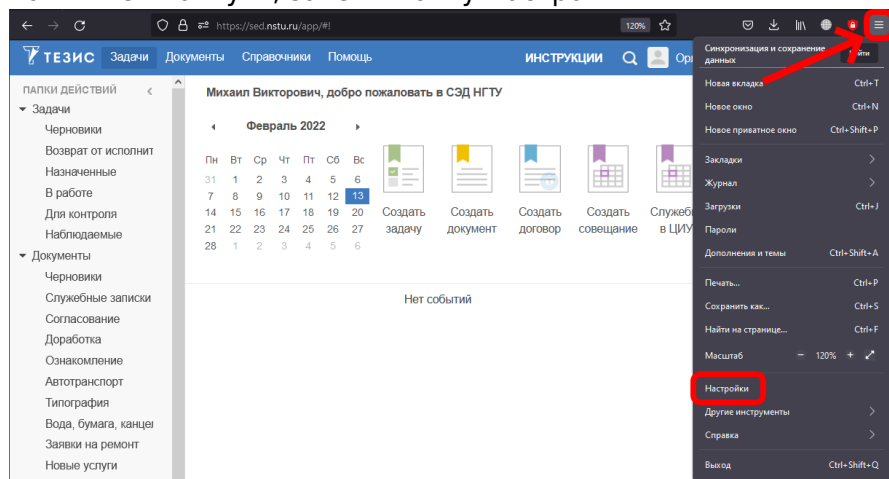 https://sed.nstu.ru/app/#!
120%
ТЕЗИС Задачи Документы Справочники Помощь ИНСТРУКЦИИ
Синхронизация и сохранение данных
ПАПКИ ДЕЙСТВИЙ
Задачи
Черновики
Возврат от исполнит
Назначенные
В работе
Для контроля
Наблюдаемые
Документы
Черновики
Служебные записки
Согласование
Доработка
Ознакомление
Автотранспорт
Типография
Вода, бумага, канцел
Заявки на ремонт
Новые услуги
Михаил Викторович, добро пожаловать в СЭД НГТУ
Февраль 2022
Пн Вт Ср Чт Пт Сб Вс
31 1 2 3 4 5 6
7 8 9 10 11 12 13
14 15 16 17 18 19 20
21 22 23 24 25 26 27
28 1 2 3 4 5 6
Создать задачу
Создать документ
Создать договор
Создать совещание
Служебн
в ЦИУ
Нет событий
Новая вкладка Ctrl+T
Новое окно Ctrl+N
Новое приватное окно Ctrl+Shift+P
Закладки
Журнал
Загрузки Ctrl+J
Пароли
Дополнения и темы Ctrl+Shift+A
Печать... Ctrl+P
Сохранить как... Ctrl+S
Найти на странице... Ctrl+F
Масштаб − 120% +
Настройки
Другие инструменты
Справка
Выход Ctrl+Shift+Q